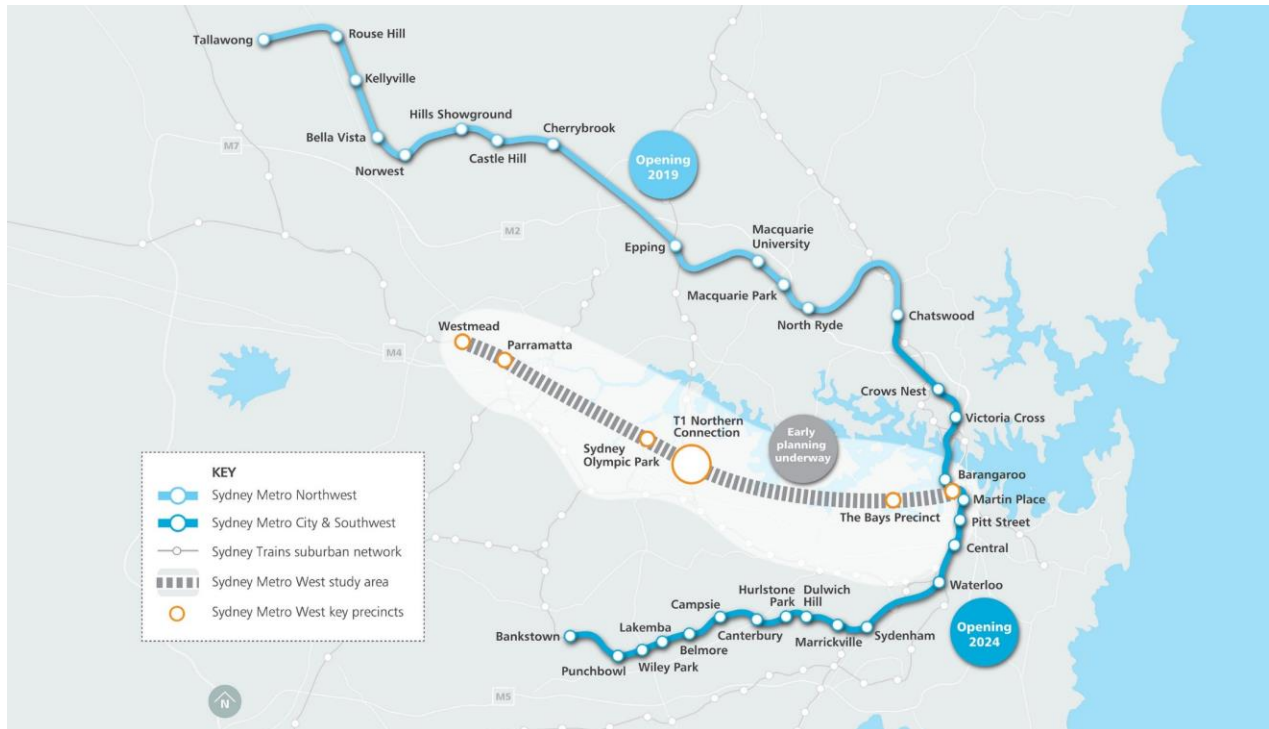 Tallawong
Rouse Hill
Kellyville
Hills Showground
Bella Vista
Norwest
Castle Hill
Cherrybrook
Opening
2019
M7
M2
Epping
Macquarie
University
Macquarie Park
North Ryde
Chatswood
Westmead
Parramatta
M4
Crows Nest
Victoria Cross
T1 Northern
Connection
Sydney
Olympic Park
Early
planning
underway
Barangaroo
Martin Place
The Bays Precinct
Pitt Street
Central
Waterloo
KEY
Sydney Metro Northwest
Sydney Metro City & Southwest
Sydney Trains suburban network
Sydney Metro West study area
Sydney Metro West key precincts
Bankstown
Punchbowl
Lakemba
Wiley Park
Campsie
Belmore
Canterbury
Hurlstone
Park
Dulwich
Hill
Marrickville
Sydenham
Opening
2024
M5
N